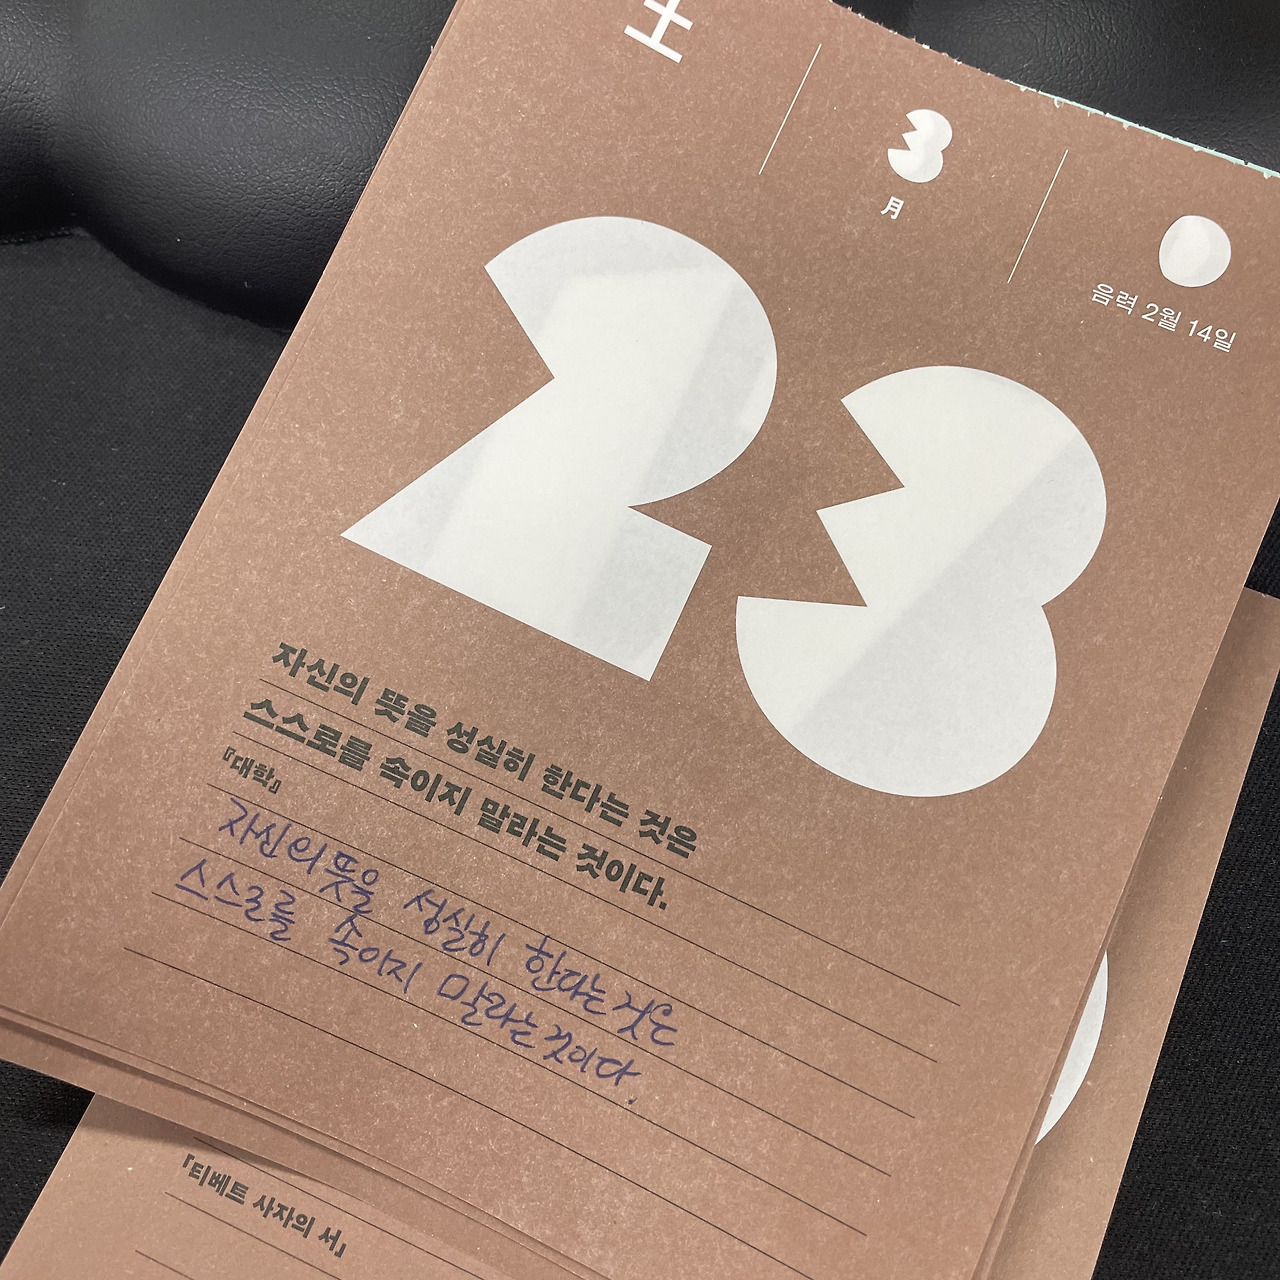 土
3
月
음력 2월 14일
23
자신의 뜻을 성실히 한다는 것은
스스로를 속이지 말라는 것이다.
『대학』
자신의 뜻을 성실히 한다는 것은
스스로를 속이지 말라는 것이다.
『티베트 사자의 서』